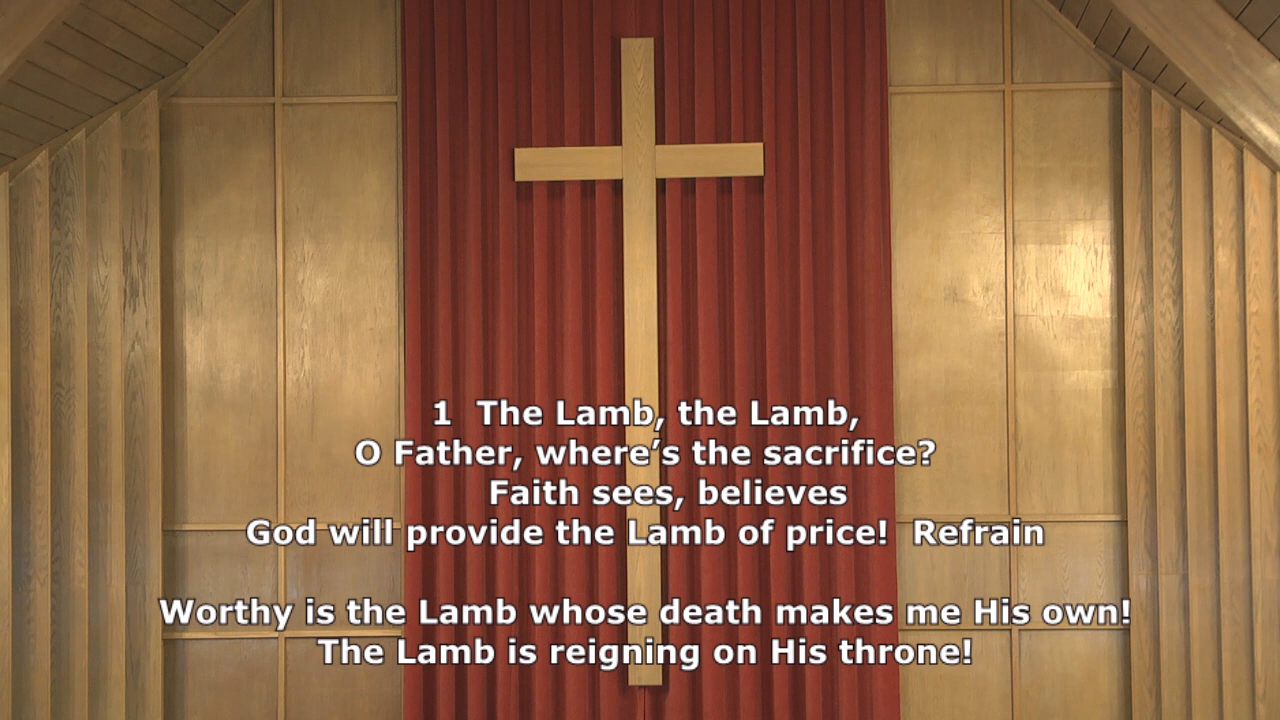 1  The Lamb, the Lamb,
O Father, where’s the sacrifice?
Faith sees, believes
God will provide the Lamb of price!  Refrain
Worthy is the Lamb whose death makes me His own!
The Lamb is reigning on His throne!